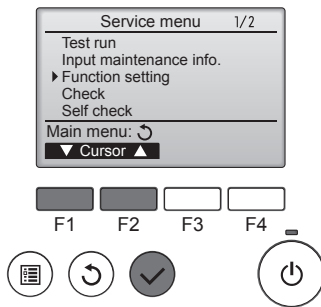 Service menu 1/2
Test run
Input maintenance info.
Function setting
Check
Self check
Main menu:
▼ Cursor ▲
F1 F2 F3 F4